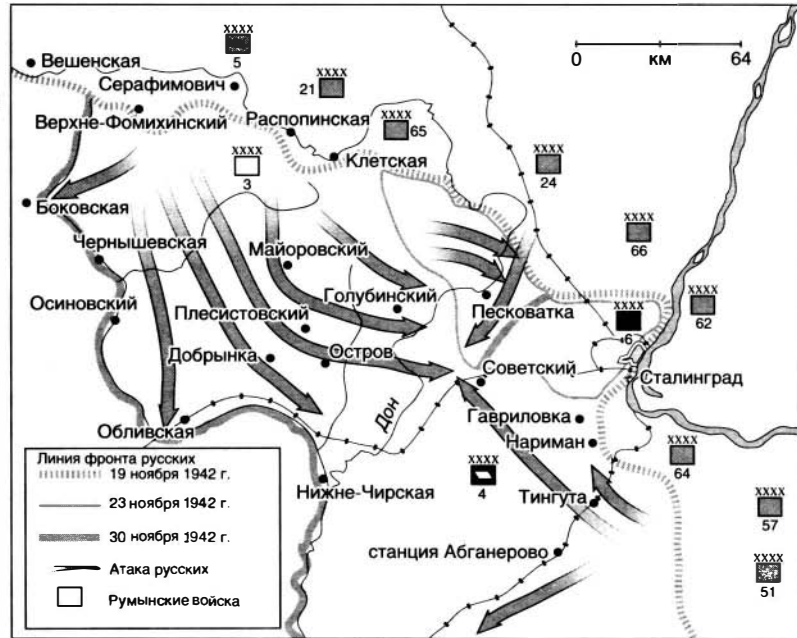 XXXX
5
Вешенская
Серафимович
XXXX
21
0 км 64
Верхне-Фомихинский
Распопинская
XXXX
65
Клетская
XXXX
3
XXXX
24
Боковская
Чернышевская
Майоровский
XXXX
66
Осиновский
Плесистовский
Голубинский
Песковатка
XXXX
62
XXXX
6
Добрынка
Остров
Советский
Сталинград
Дон
Обливская
Гавриловка
Нариман
XXXX
64
XXXX
4
Нижне-Чирская
Тингута
XXXX
57
станция Абганерово
XXXX
51
Линия фронта русских
19 ноября 1942 г.
23 ноября 1942 г.
30 ноября 1942 г.
Атака русских
Румынские войска